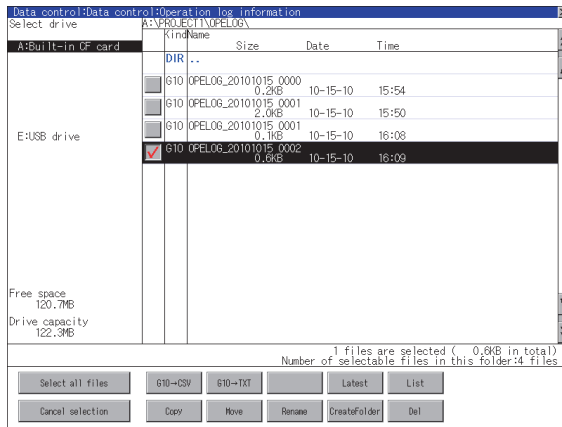 Data control:Data control:Operation log information
Select drive
A:\PROJECT1\OPELOG\
A:Built-in CF card
Kind Name
Size Date Time
DIR ..
G10 OPELOG_20101015_0000
0.2KB 10-15-10 15:54
G10 OPELOG_20101015_0001
2.0KB 10-15-10 15:50
G10 OPELOG_20101015_0001
0.1KB 10-15-10 16:08
E:USB drive
G10 OPELOG_20101015_0002
0.6KB 10-15-10 16:09
Free space
120.7MB
Drive capacity
122.3MB
1 files are selected ( 0.6KB in total)
Number of selectable files in this folder:4 files
Select all files G10→CSV G10→TXT Latest List
Cancel selection Copy Move Rename CreateFolder Del